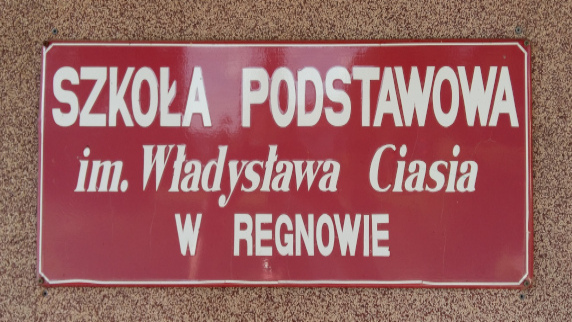 SZKOŁA PODSTAWOWA
im. Władysława Ciasia
W REGNOWIE